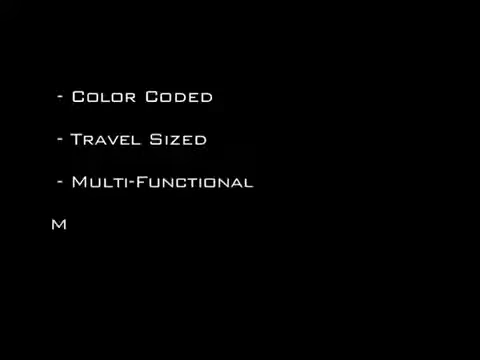 - Color Coded
- Travel Sized
- Multi-Functional
M